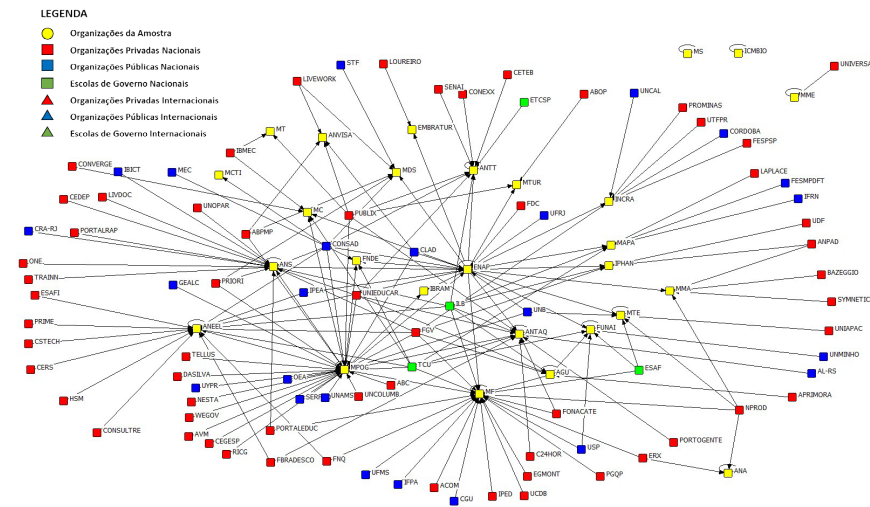 LEGENDA
Organizações da Amostra
Organizações Privadas Nacionais
Organizações Públicas Nacionais
Escolas de Governo Nacionais
Organizações Privadas Internacionais
Organizações Públicas Internacionais
Escolas de Governo Internacionais
MS
ICMBIO
STF
LOUREIRO
UNIVERSA
LIVEWORK
CETEB
SENAI
CONEXX
ABOP
UNCAL
MME
ETCSP
PROMINAS
UTFPR
MT
ANVISA
EMBRATUR
CORDOBA
FESPSP
IBMEC
CONVERGE
IBICT
MEC
MCTI
MDS
ANTT
MTUR
LAPLACE
FESMPDFT
IFRN
CEDEP
LIVDOC
UNOPAR
MC
PUBLIX
FDC
UFRJ
INCRA
CRA-RJ
PORTALRAP
ABPMP
CONSAD
CLAD
MAPA
UDF
ANPAD
ONE
ANS
FNDE
ENAP
IPHAN
BAZEGGIO
TRAINN
PRIORI
GEALC
ESAFI
IPEA
UNIEDUCAR
IBRAM
ILB
MMA
SYMNETIC
UNB
MTE
PRIME
ANEEL
FGV
ANTAQ
FUNAI
UNIAPAC
CSTECH
TELLUS
UNMINHO
CERS
DASILVA
OEA
MPOG
TCU
AGU
ESAF
AL-RS
UYPR
ABC
HSM
NESTA
SERP
UNAMS
UNCOLUMB
MF
APRIMORA
WEGOV
FONACATE
NPROD
CONSULTRE
AVM
CEGESP
PORTALEDUC
PORTOGENTE
RICG
FBRADESCO
FNQ
C24HOR
USP
ERX
UFMS
IFPA
EGMONT
PGQP
ANA
ACOM
CGU
IPED
UCDB